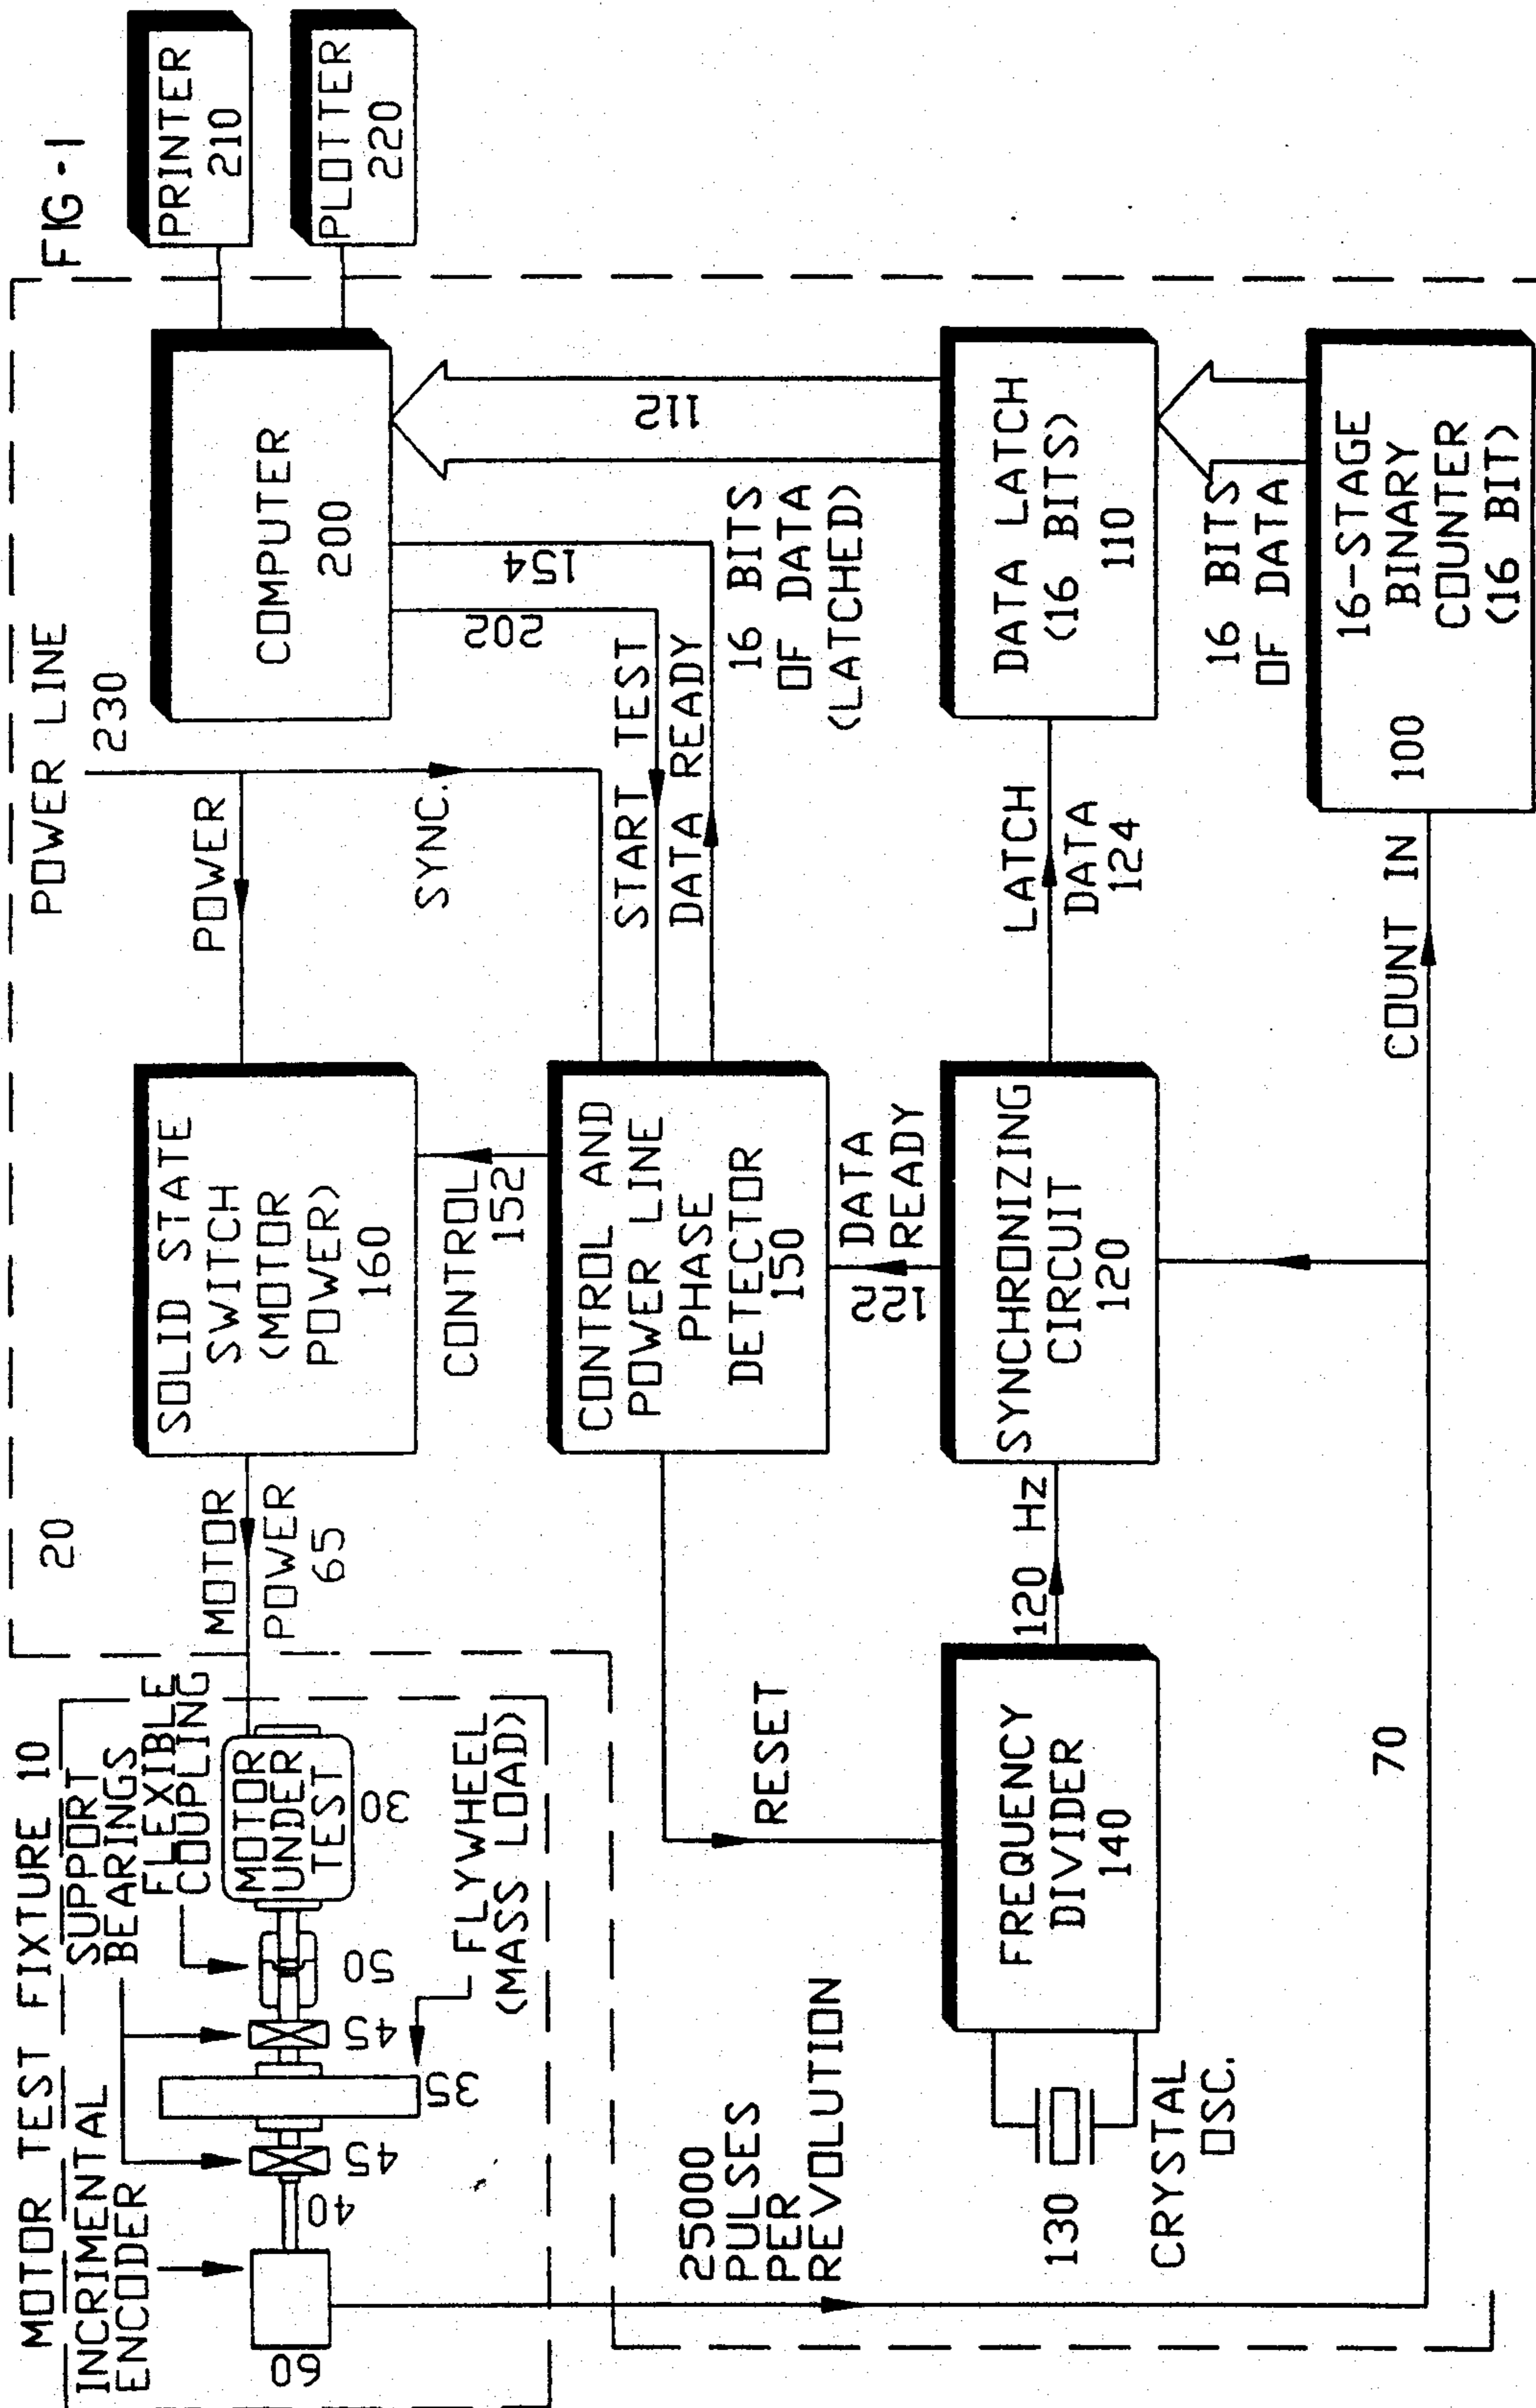 FIG-1
MOTOR TEST FIXTURE 10
INCRIMENTAL
ENCODER
SUPPORT
BEARINGS
FLEXIBLE
COUPLING
MOTOR
UNDER
TEST
30
50
45
35
45
40
60
FLYWHEEL
(MASS LOAD)
20
MOTOR
POWER
65
SOLID STATE
SWITCH
(MOTOR
POWER)
160
POWER
POWER LINE
230
SYNC.
COMPUTER
200
PRINTER
210
PLOTTER
220
CONTROL
152
CONTROL AND
POWER LINE
PHASE
DETECTOR
150
START TEST
DATA READY
202
154
16 BITS
OF DATA
(LATCHED)
112
RESET
DATA
READY
122
25000
PULSES
PER
REVOLUTION
130
CRYSTAL
OSC.
FREQUENCY
DIVIDER
140
120 Hz
SYNCHRONIZING
CIRCUIT
120
LATCH
DATA
124
DATA LATCH
(16 BITS)
110
16 BITS
OF DATA
70
COUNT IN
16-STAGE
BINARY
COUNTER
(16 BIT)
100